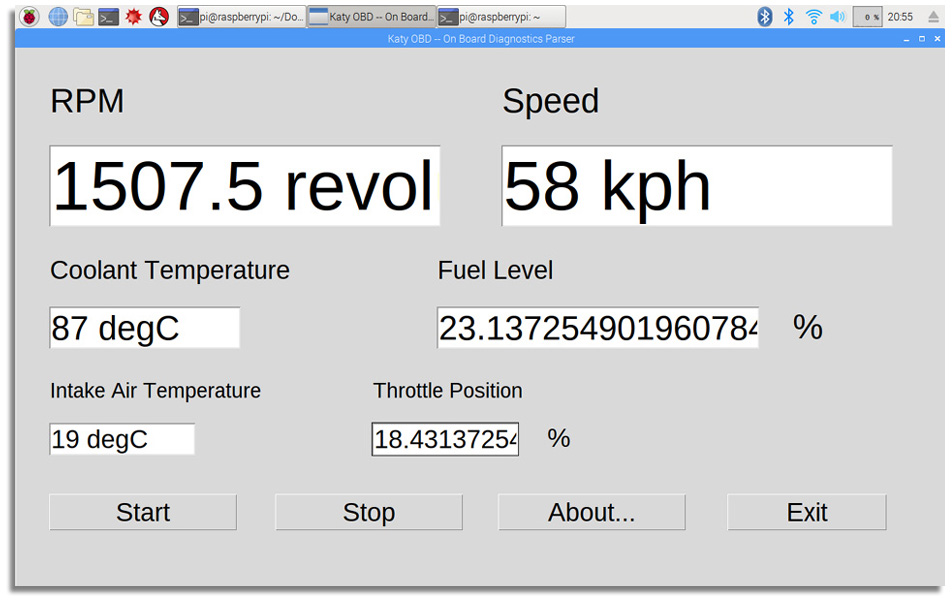 pi@raspberrypi: ~/Do...
Katy OBD -- On Board...
pi@raspberrypi: ~
0 %
20:55
Katy OBD -- On Board Diagnostics Parser
RPM
Speed
1507.5 revol
58 kph
Coolant Temperature
Fuel Level
87 degC
23.137254901960784
%
Intake Air Temperature
Throttle Position
19 degC
18.43137254
%
Start
Stop
About...
Exit